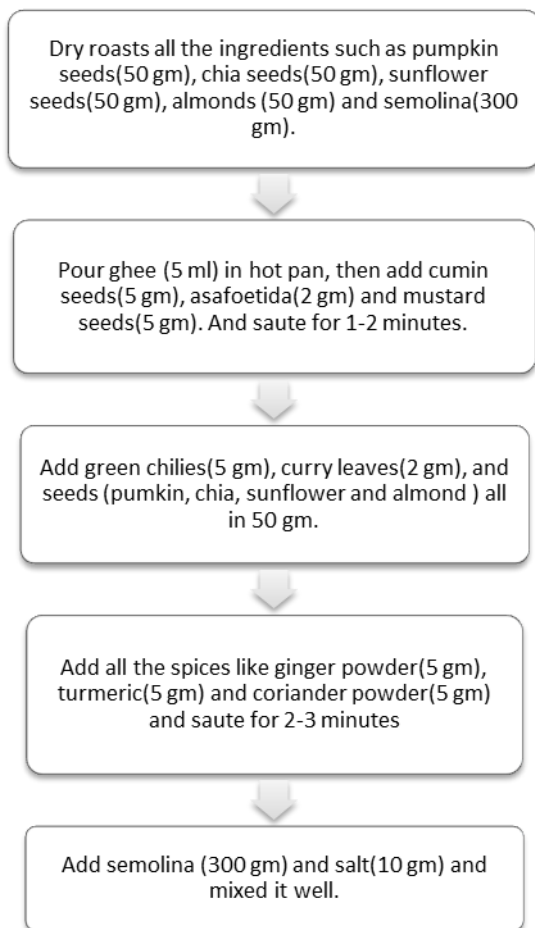 Dry roasts all the ingredients such as pumpkin
seeds(50 gm), chia seeds(50 gm), sunflower
seeds(50 gm), almonds (50 gm) and semolina(300
gm).
Pour ghee (5 ml) in hot pan, then add cumin
seeds(5 gm), asafoetida(2 gm) and mustard
seeds(5 gm). And saute for 1-2 minutes.
Add green chilies(5 gm), curry leaves(2 gm), and
seeds (pumkin, chia, sunflower and almond ) all
in 50 gm.
Add all the spices like ginger powder(5 gm),
turmeric(5 gm) and coriander powder(5 gm)
and saute for 2-3 minutes
Add semolina (300 gm) and salt(10 gm) and
mixed it well.